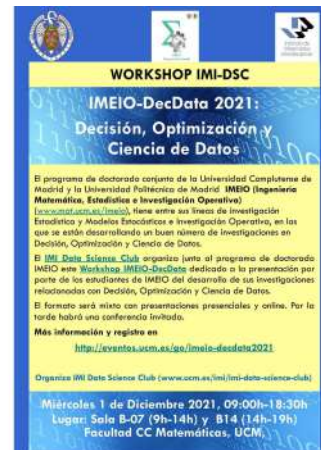 WORKSHOP IMI-DSC
IMEIO-DecData 2021:
Decisión, Optimización y
Ciencia de Datos
El programa de doctorado conjunto de la Universidad Complutense de
Madrid y la Universidad Politécnica de Madrid IMEIO (Ingeniería
Matemática, Estadística e Investigación Operativa)
(www.mat.ucm.es/imeio), tiene entre sus líneas de investigación
Estadística y Modelos Estocásticos e Investigación Operativa, en las
que se están desarrollando un buen número de investigaciones en
Decisión, Optimización y Ciencia de Datos.
El IMI Data Science Club organiza junto al programa de doctorado
IMEIO este Workshop IMEIO-DecData dedicado a la presentación por
parte de los estudiantes de IMEIO del desarrollo de sus investigaciones
relacionadas con Decisión, Optimización y Ciencia de Datos.
El formato será mixto con presentaciones presenciales y online. Por la
tarde habrá una conferencia invitada.
Más información y registro en
http://eventos.ucm.es/go/imeio-decdata2021
Organiza IMI Data Science Club (www.ucm.es/imi/imi-data-science-club)
Miércoles 1 de Diciembre 2021, 09:00h-18:30h
Lugar: Sala B-07 (9h-14h) y B14 (14h-19h)
Facultad CC Matemáticas, UCM,